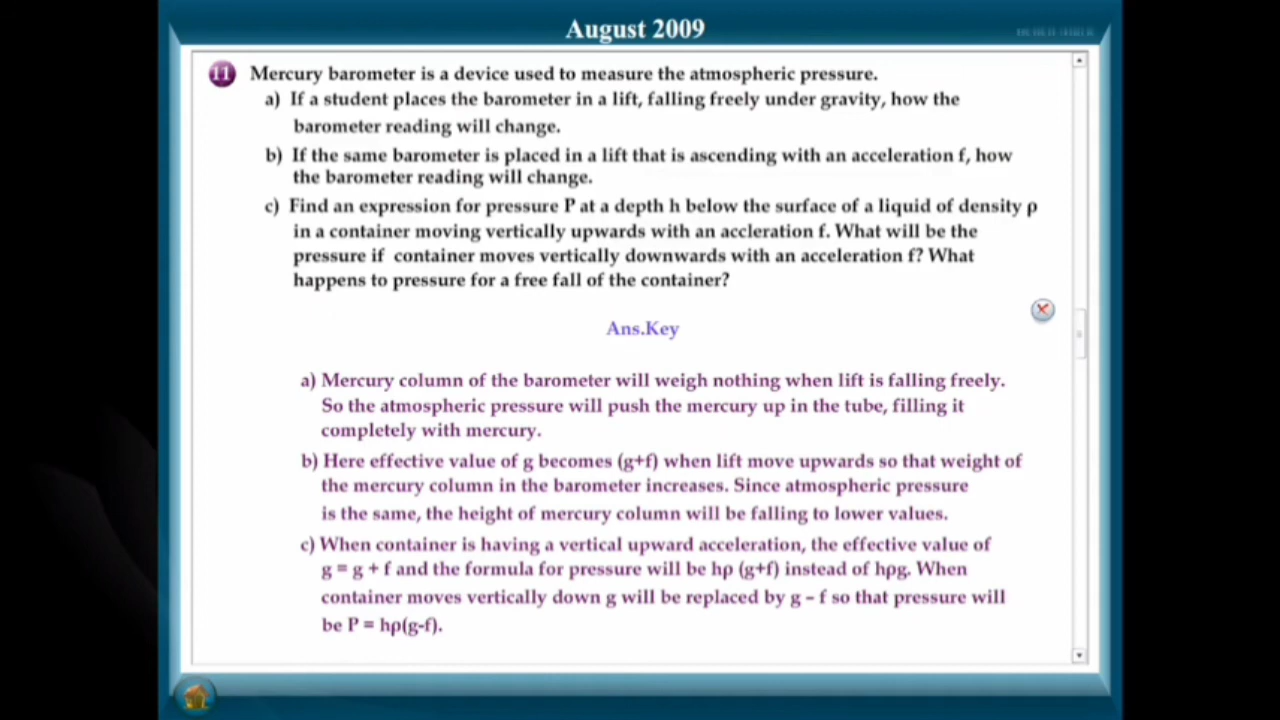 August 2009
11 Mercury barometer is a device used to measure the atmospheric pressure.
a) If a student places the barometer in a lift, falling freely under gravity, how the
barometer reading will change.
b) If the same barometer is placed in a lift that is ascending with an acceleration f, how
the barometer reading will change.
c) Find an expression for pressure P at a depth h below the surface of a liquid of density ρ
in a container moving vertically upwards with an accleration f. What will be the
pressure if container moves vertically downwards with an acceleration f? What
happens to pressure for a free fall of the container?
Ans.Key
a) Mercury column of the barometer will weigh nothing when lift is falling freely.
So the atmospheric pressure will push the mercury up in the tube, filling it
completely with mercury.
b) Here effective value of g becomes (g+f) when lift move upwards so that weight of
the mercury column in the barometer increases. Since atmospheric pressure
is the same, the height of mercury column will be falling to lower values.
c) When container is having a vertical upward acceleration, the effective value of
g = g + f and the formula for pressure will be hρ (g+f) instead of hρg. When
container moves vertically down g will be replaced by g – f so that pressure will
be P = hρ(g-f).